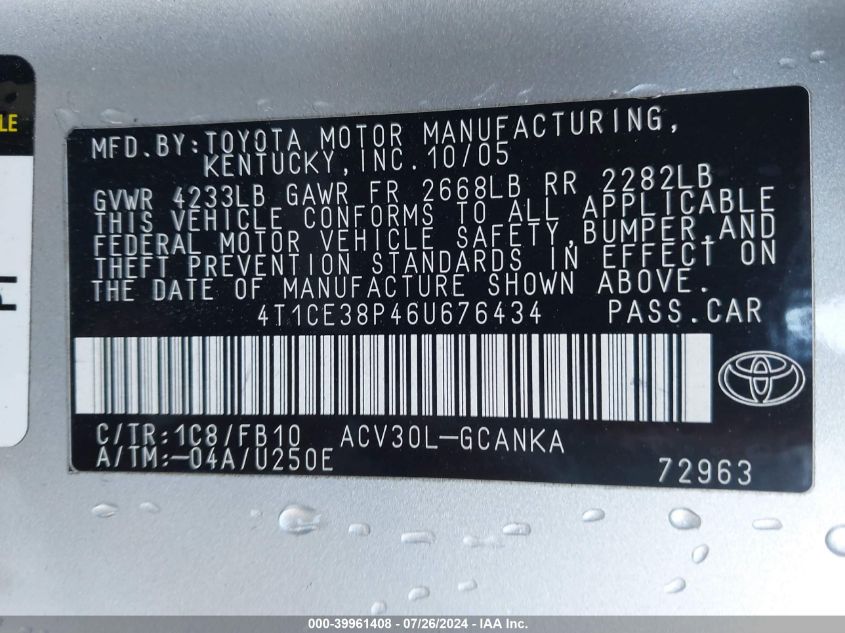 LE
MFD.BY:TOYOTA MOTOR MANUFACTURING,
KENTUCKY,INC.10/05
GVWR 4233LB GAWR FR 2668LB RR 2282LB
THIS VEHICLE CONFORMS TO ALL APPLICABLE
FEDERAL MOTOR VEHICLE SAFETY,BUMPER,AND
THEFT PREVENTION STANDARDS IN EFFECT ON
THE DATE OF MANUFACTURE SHOWN ABOVE.
4T1CE38P46U676434 PASS.CAR
C/TR:1C8/FB10 ACV30L-GCANKA
A/TM:-04A/U250E
72963
000-39961408 - 07/26/2024 - IAA Inc.